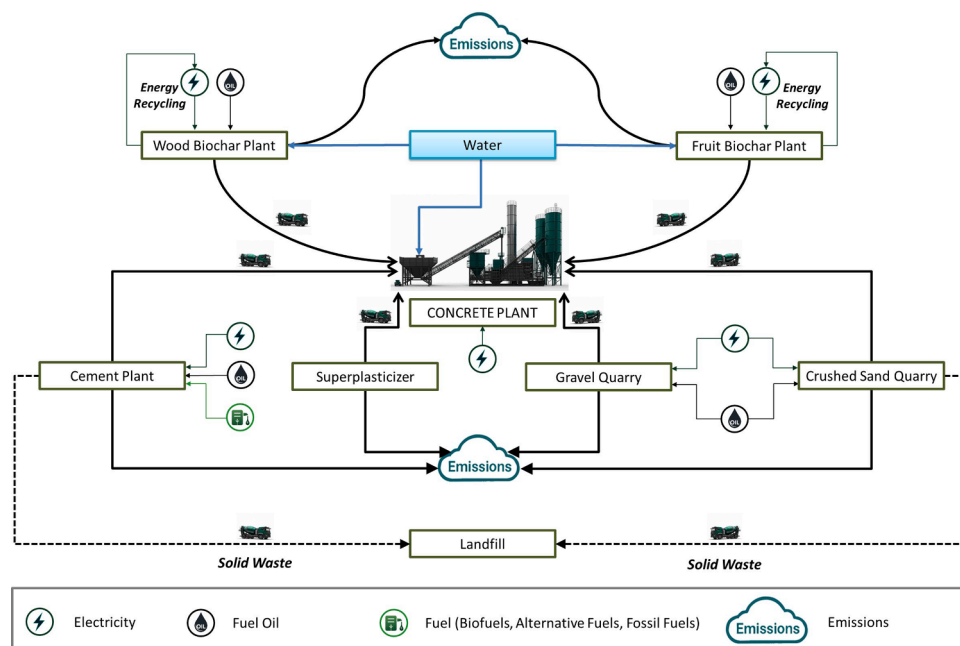 Emissions
Energy
Recycling
OIL
OIL
Energy
Recycling
Wood Biochar Plant
Water
Fruit Biochar Plant
CONCRETE PLANT
Cement Plant
OIL
Superplasticizer
Gravel Quarry
Crushed Sand Quarry
OIL
Emissions
Landfill
Solid Waste
Solid Waste
Electricity
OIL
Fuel Oil
Fuel (Biofuels, Alternative Fuels, Fossil Fuels)
Emissions
Emissions